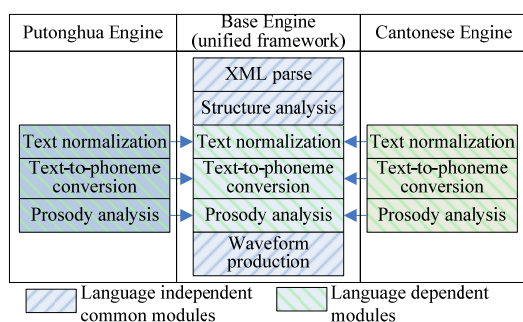 Putonghua Engine
Base Engine
(unified framework)
Cantonese Engine
XML parse
Structure analysis
Text normalization
Text-to-phoneme
conversion
Prosody analysis
Text normalization
Text-to-phoneme
conversion
Prosody analysis
Waveform
production
Text normalization
Text-to-phoneme
conversion
Prosody analysis
Language independent
common modules
Language dependent
modules